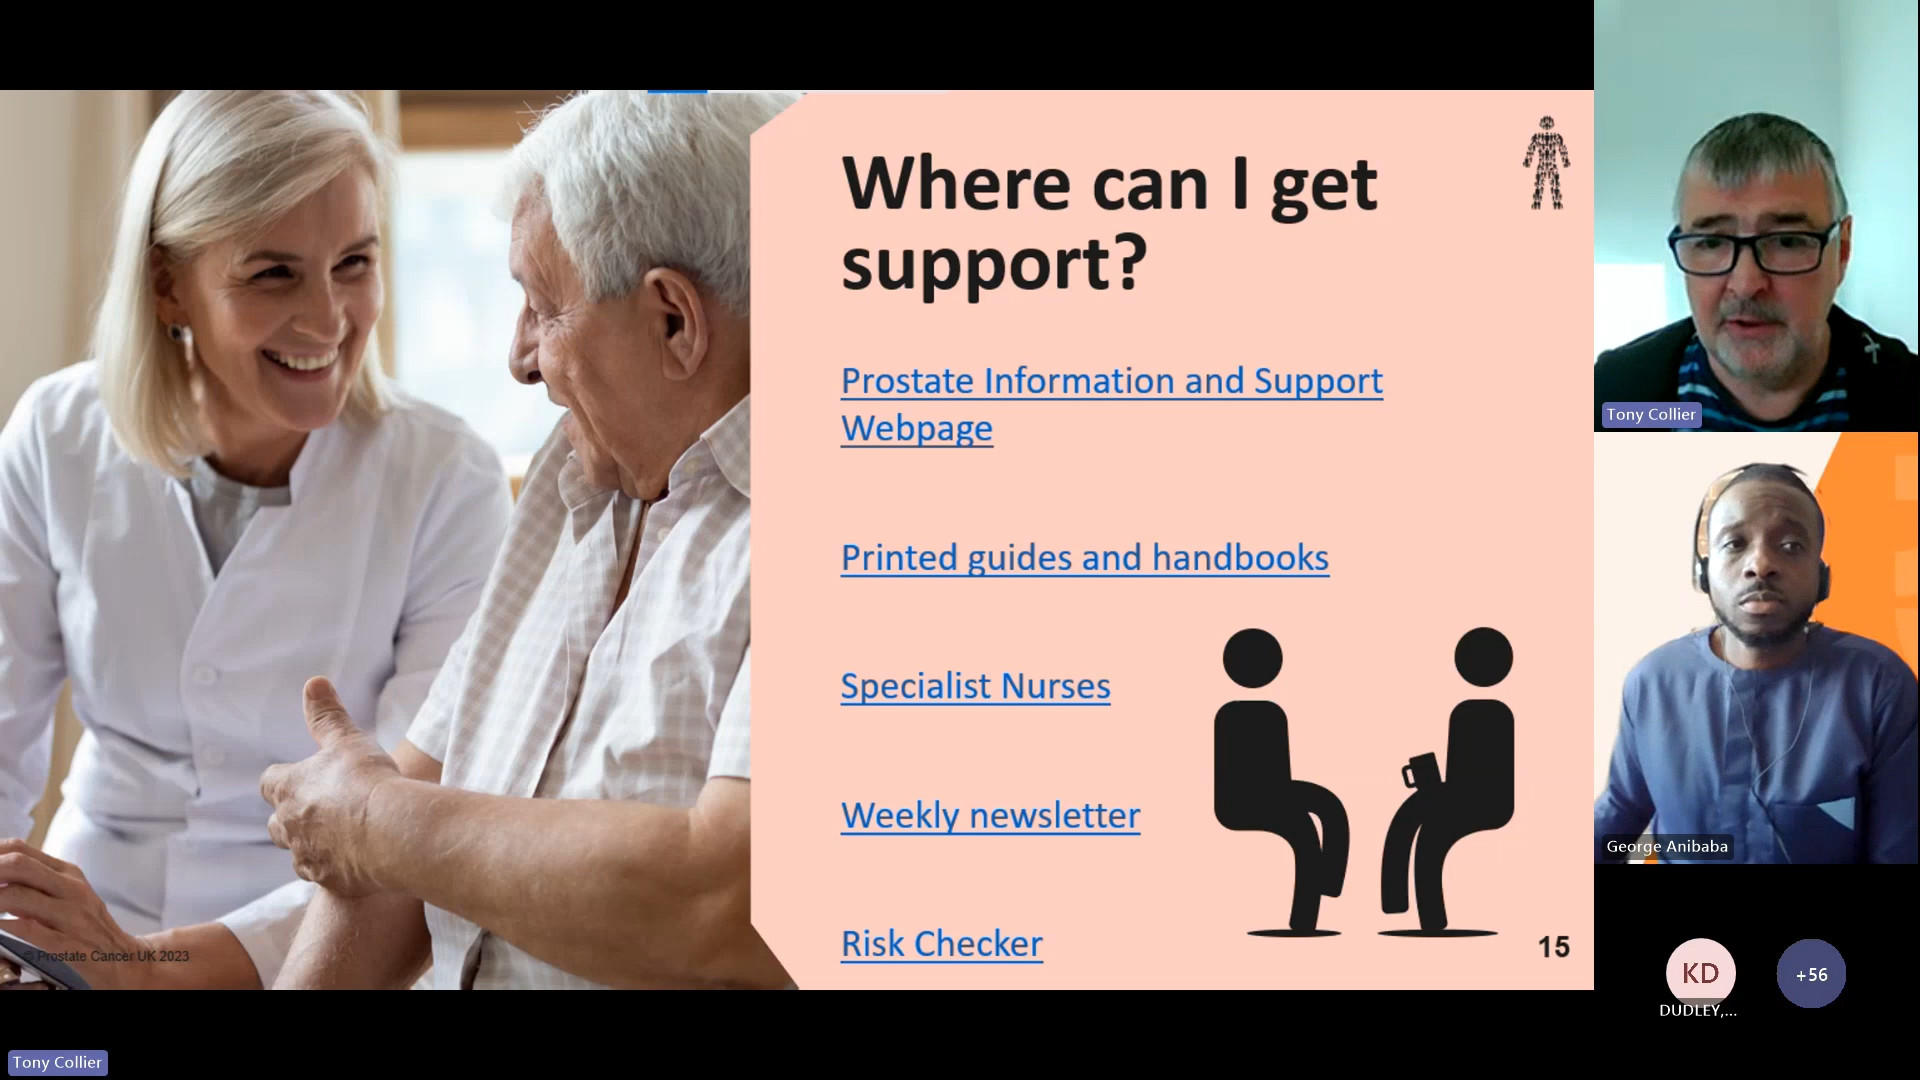 Where can I get
support?
Prostate Information and Support
Webpage
Printed guides and handbooks
Specialist Nurses
Weekly newsletter
Risk Checker
15
© Prostate Cancer UK 2023
Tony Collier
George Anibaba
KD
DUDLEY,...
+56
Tony Collier